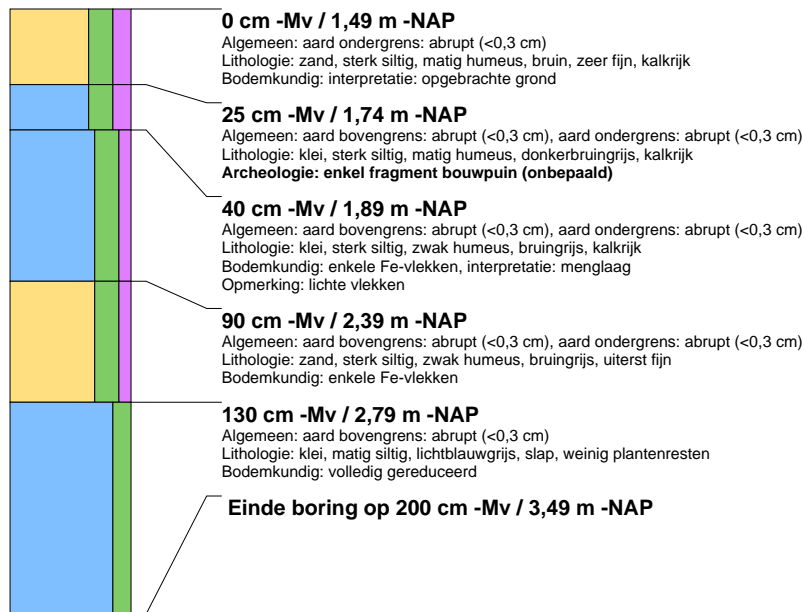 0 cm -Mv / 1,49 m -NAP
Algemeen: aard ondergrens: abrupt (<0,3 cm)
Lithologie: zand, sterk siltig, matig humeus, bruin, zeer fijn, kalkrijk
Bodemkundig: interpretatie: opgebrachte grond
25 cm -Mv / 1,74 m -NAP
Algemeen: aard bovengrens: abrupt (<0,3 cm), aard ondergrens: abrupt (<0,3 cm)
Lithologie: klei, sterk siltig, matig humeus, donkerbruingrijs, kalkrijk
Archeologie: enkel fragment bouwpuin (onbepaald)
40 cm -Mv / 1,89 m -NAP
Algemeen: aard bovengrens: abrupt (<0,3 cm), aard ondergrens: abrupt (<0,3 cm)
Lithologie: klei, sterk siltig, zwak humeus, bruingrijs, kalkrijk
Bodemkundig: enkele Fe-vlekken, interpretatie: menglaag
Opmerking: lichte vlekken
90 cm -Mv / 2,39 m -NAP
Algemeen: aard bovengrens: abrupt (<0,3 cm), aard ondergrens: abrupt (<0,3 cm)
Lithologie: zand, sterk siltig, zwak humeus, bruingrijs, uiterst fijn
Bodemkundig: enkele Fe-vlekken
130 cm -Mv / 2,79 m -NAP
Algemeen: aard bovengrens: abrupt (<0,3 cm)
Lithologie: klei, matig siltig, lichtblauwgrijs, slap, weinig plantenresten
Bodemkundig: volledig gereduceerd
Einde boring op 200 cm -Mv / 3,49 m -NAP